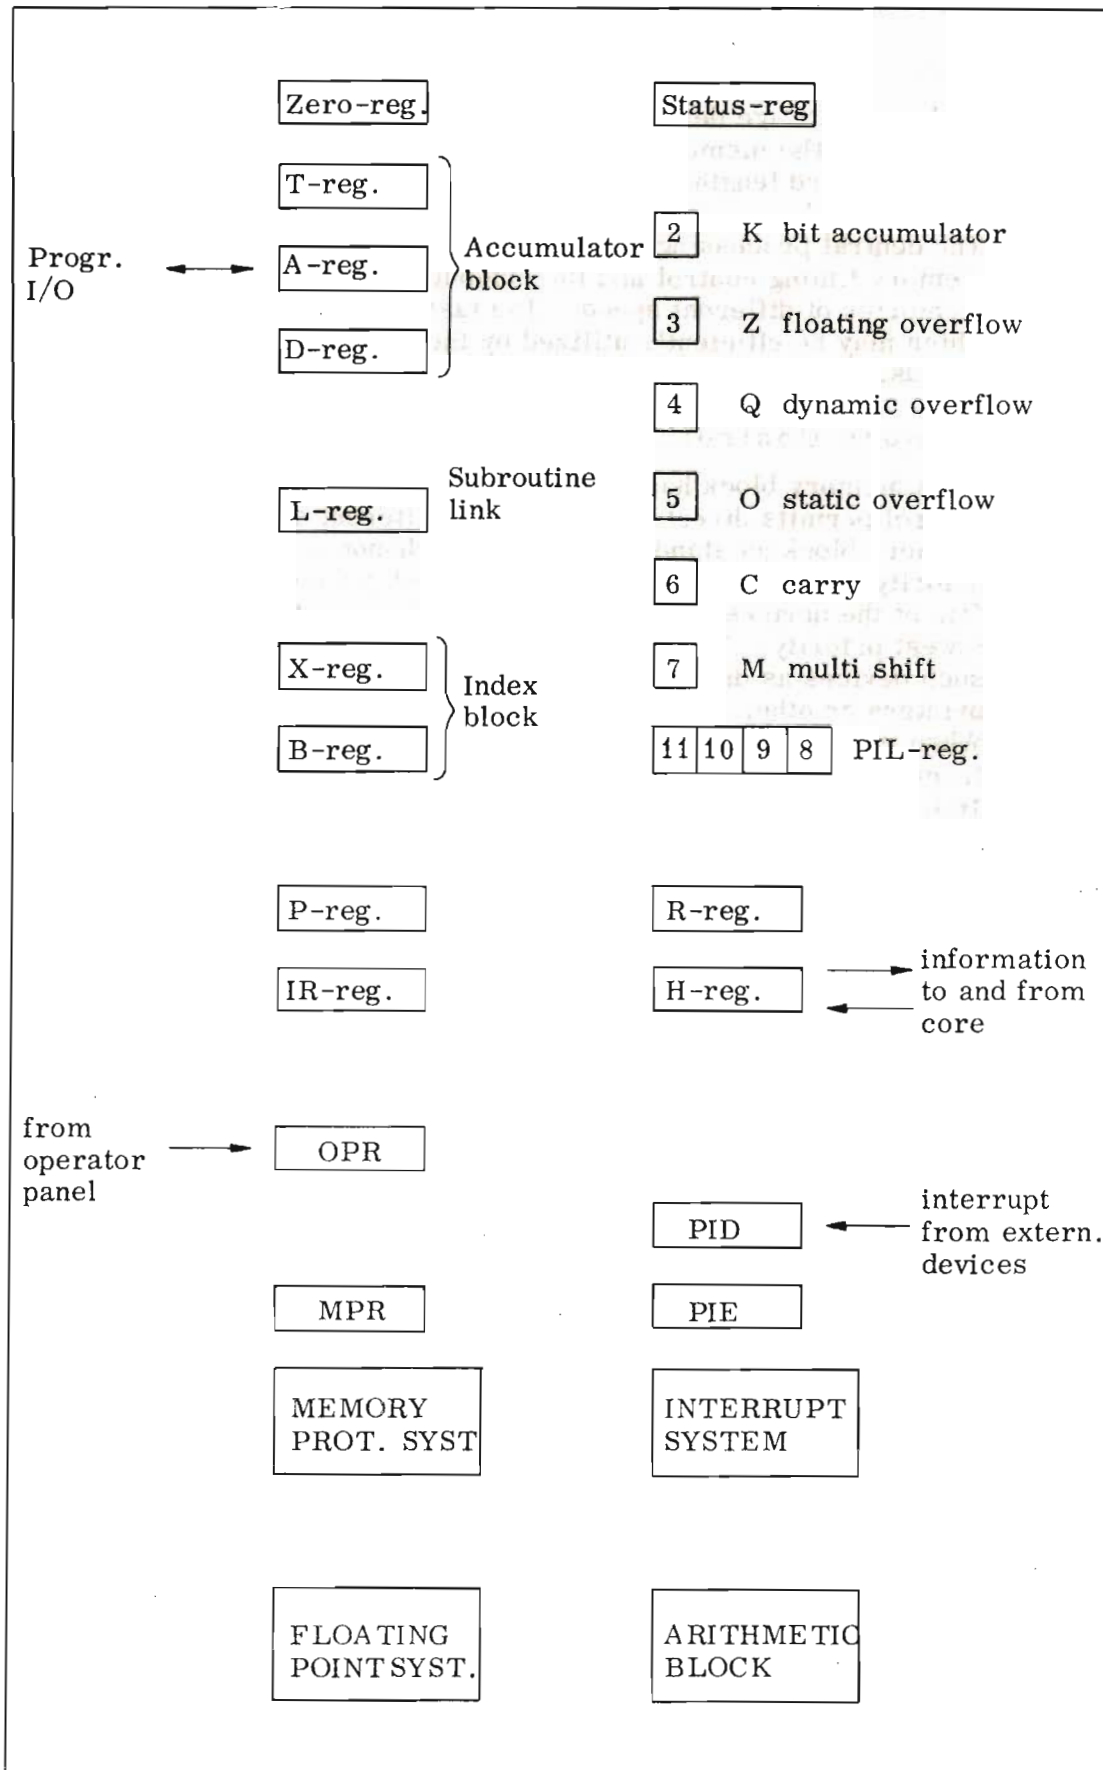 Zero-reg.
Status-reg
T-reg.
A-reg.
D-reg.
Accumulator
block
Progr.
I/O
2 K bit accumulator
3 Z floating overflow
4 Q dynamic overflow
L-reg.
Subroutine
link
5 O static overflow
6 C carry
X-reg.
B-reg.
Index
block
7 M multi shift
11 10 9 8 PIL-reg.
P-reg.
R-reg.
IR-reg.
H-reg.
information
to and from
core
from
operator
panel
OPR
PID
interrupt
from extern.
devices
MPR
PIE
MEMORY
PROT. SYST
INTERRUPT
SYSTEM
FLOATING
POINT SYST.
ARITHMETIC
BLOCK